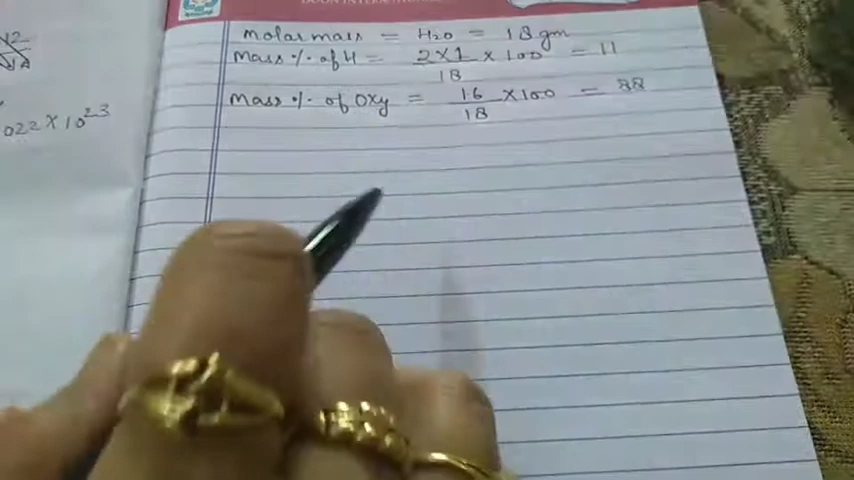 molar mass = H2O = 18 gm
Mass % of H = 2×1/18 ×100 = 11
Mass % of Oxy = 16/18 ×100 = 88
022×10^23